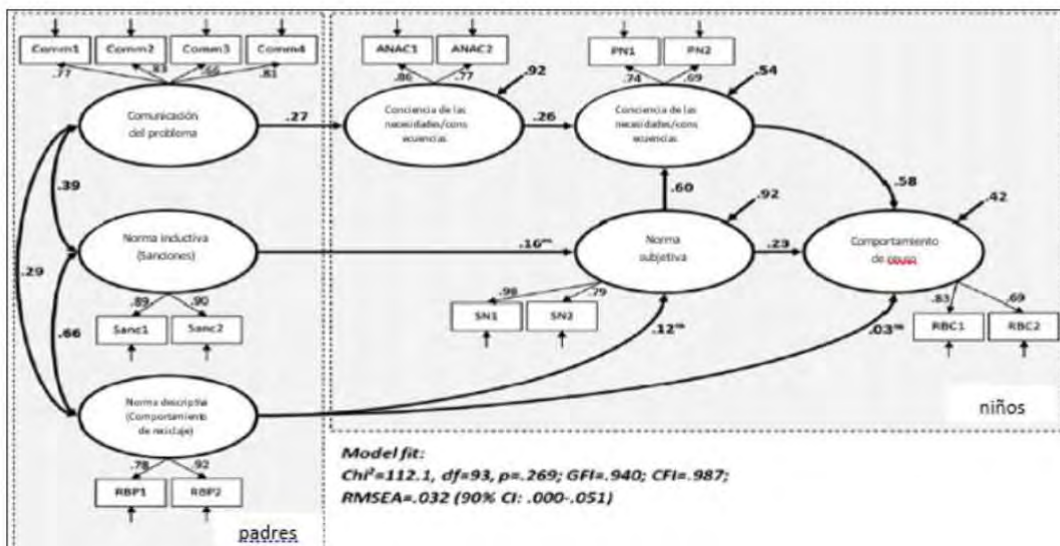 Comm1 Comm2 Comm3 Comm4
.77 .83 .66 .81
Comunicación
del problema
.27
ANAC1 ANAC2
.86 .77
.92
Conciencia de las
necesidades/cons
ecuencias
.26
PN1 PN2
.74 .69
.54
Conciencia de las
necesidades/cons
ecuencias
.39
.60
.58
.29
Norma inductiva
(Sanciones)
.16ns
.92
Norma
subjetiva
.23
.42
Comportamiento
de
.89 .90
Sanc1 Sanc2
.98 .79
SN1 SN2
.83 .69
RBC1 RBC2
.66
.12ns
.03ns
Norma descriptiva
(Comportamiento
de reciclaje)
.78 .92
RBP1 RBP2
padres
niños
Model fit:
Chi²=112.1, df=93, p=.269; GFI=.940; CFI=.987;
RMSEA=.032 (90% CI: .000-.051)